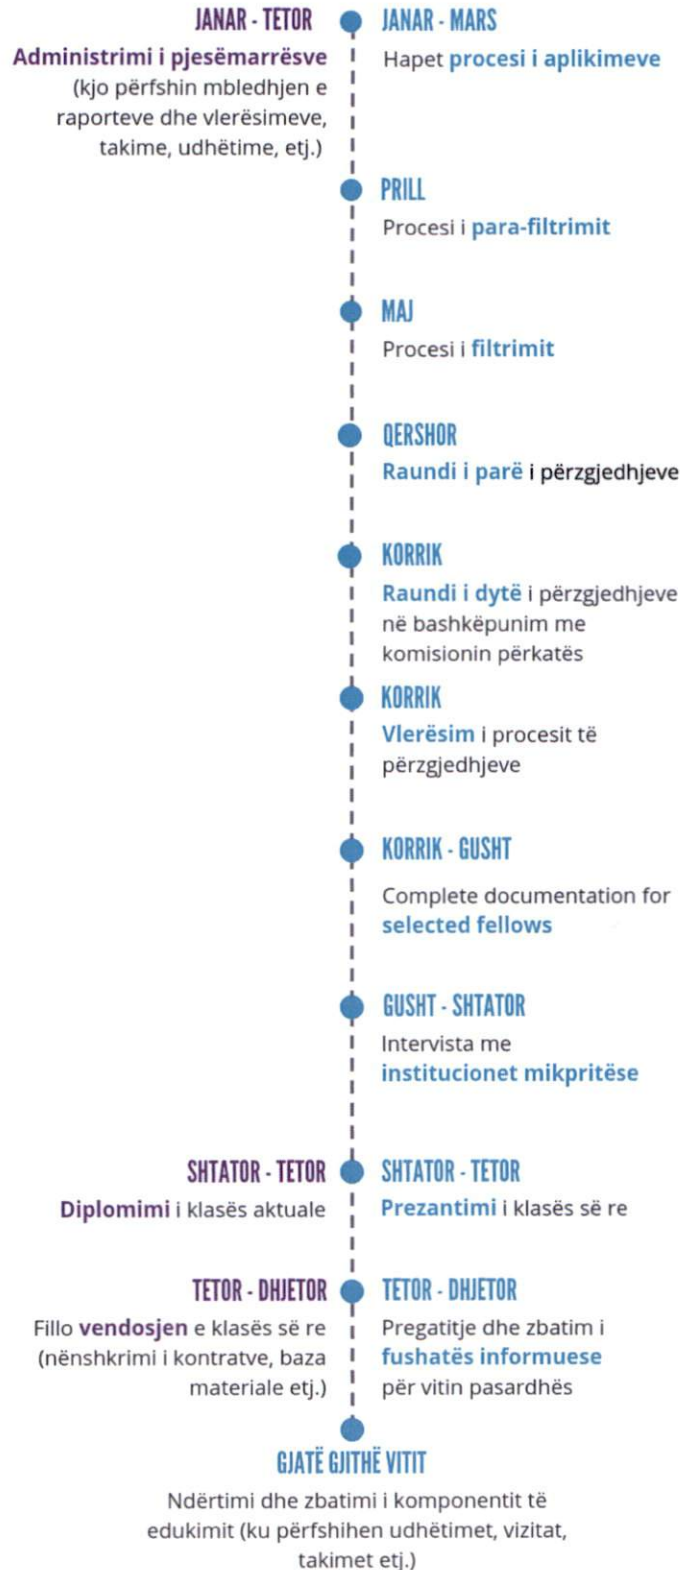 JANAR - TETOR
Administrimi i pjesëmarrësve
(kjo përfshin mbledhjen e
raporteve dhe vlerësimeve,
takime, udhëtime, etj.)
JANAR - MARS
Hapet procesi i aplikimeve
PRILL
Procesi i para-filtrimit
MAJ
Procesi i filtrimit
QERSHOR
Raundi i parë i përzgjedhjeve
KORRIK
Raundi i dytë i përzgjedhjeve
në bashkëpunim me
komisionin përkatës
KORRIK
Vlerësim i procesit të
përzgjedhjeve
KORRIK - GUSHT
Complete documentation for
selected fellows
GUSHT - SHTATOR
Intervista me
institucionet mikpritëse
SHTATOR - TETOR
Diplomimi i klasës aktuale
SHTATOR - TETOR
Prezantimi i klasës së re
TETOR - DHJETOR
Fillo vendosjen e klasës së re
(nënshkrimi i kontratve, baza
materiale etj.)
TETOR - DHJETOR
Pregatitje dhe zbatim i
fushatës informuese
për vitin pasardhës
GJATË GJITHË VITIT
Ndërtimi dhe zbatimi i komponentit të
edukimit (ku përfshihen udhëtimet, vizitat,
takimet etj.)